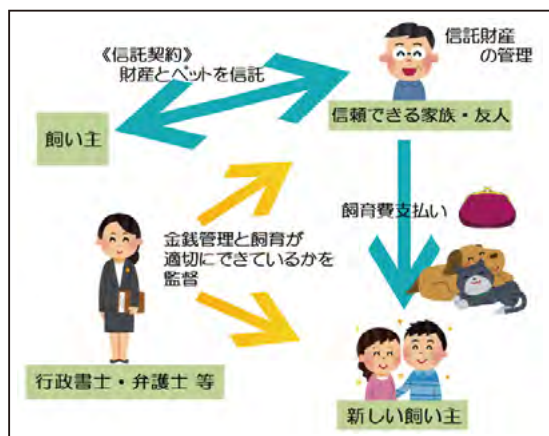 《信託契約》
財産とペットを信託
信託財産
の管理
飼い主
信頼できる家族・友人
飼育費支払い
金銭管理と飼育が
適切にできているかを
監督
行政書士・弁護士 等
新しい飼い主